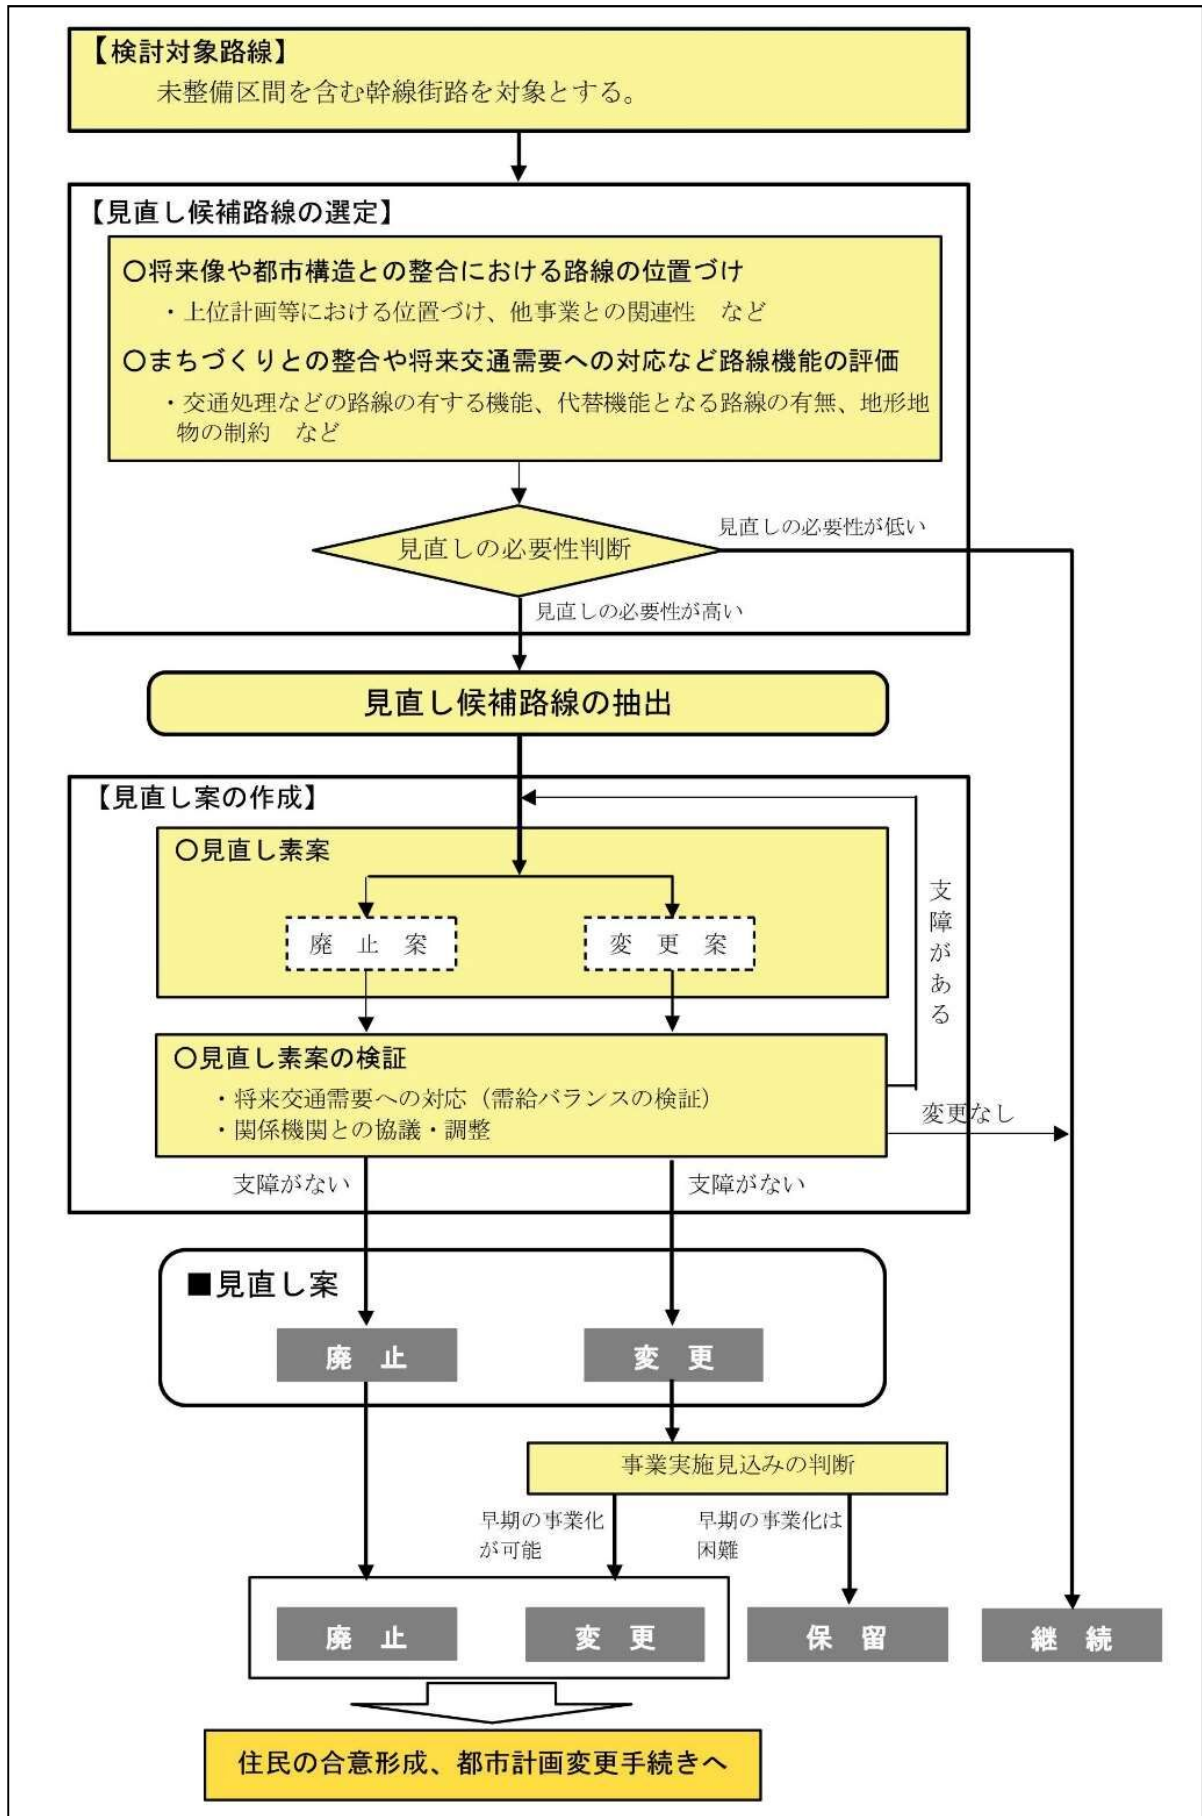 【検討対象路線】
未整備区間を含む幹線街路を対象とする。
【見直し候補路線の選定】
○将来像や都市構造との整合における路線の位置づけ
・上位計画等における位置づけ、他事業との関連性　など
○まちづくりとの整合や将来交通需要への対応など路線機能の評価
・交通処理などの路線の有する機能、代替機能となる路線の有無、地形地
物の制約　など
見直しの必要性が低い
見直しの必要性判断
見直しの必要性が高い
見直し候補路線の抽出
【見直し案の作成】
○見直し素案
廃　止　案
変　更　案
支障がある
○見直し素案の検証
・将来交通需要への対応（需給バランスの検証）
・関係機関との協議・調整
変更なし
支障がない
支障がない
■見直し案
廃　止
変　更
事業実施見込みの判断
早期の事業化
が可能
早期の事業化は
困難
廃　止
変　更
保　留
継　続
住民の合意形成、都市計画変更手続きへ